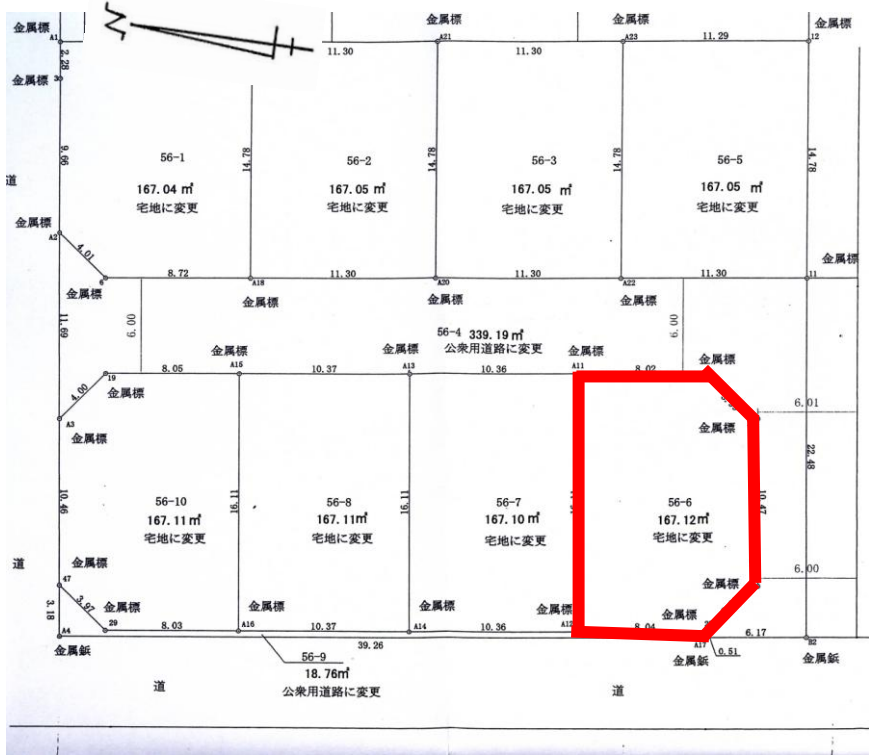 N
金属標
A1
2.28
30
金属標
11.30
A21
11.30
A23
11.29
金属標
12
9.66
56-1
167.04 ㎡
宅地に変更
14.78
56-2
167.05 ㎡
宅地に変更
14.78
56-3
167.05 ㎡
宅地に変更
14.78
56-5
167.05 ㎡
宅地に変更
14.78
道
金属標
A2
4.01
6
金属標
8.72
A18
金属標
11.30
A20
金属標
11.30
A22
金属標
11.30
金属標
11
11.69
6.00
56-4 339.19㎡
公衆用道路に変更
6.00
19
金属標
8.05
金属標
A15
10.37
金属標
A13
10.36
金属標
A11
8.02
金属標
4.00
A3
金属標
金属標
6.01
10.46
56-10
167.11㎡
宅地に変更
16.11
56-8
167.11㎡
宅地に変更
16.11
56-7
167.10㎡
宅地に変更
56-6
167.12㎡
宅地に変更
10.47
22.48
道
金属標
47
3.18
3.97
金属標
29
8.03
金属標
A16
10.37
金属標
A14
10.36
金属標
A12
8.04
金属標
金属標
6.00
A17
6.17
A4
金属鋲
39.26
金属鋲
0.51
B2
金属鋲
56-9
18.76㎡
公衆用道路に変更
道
道